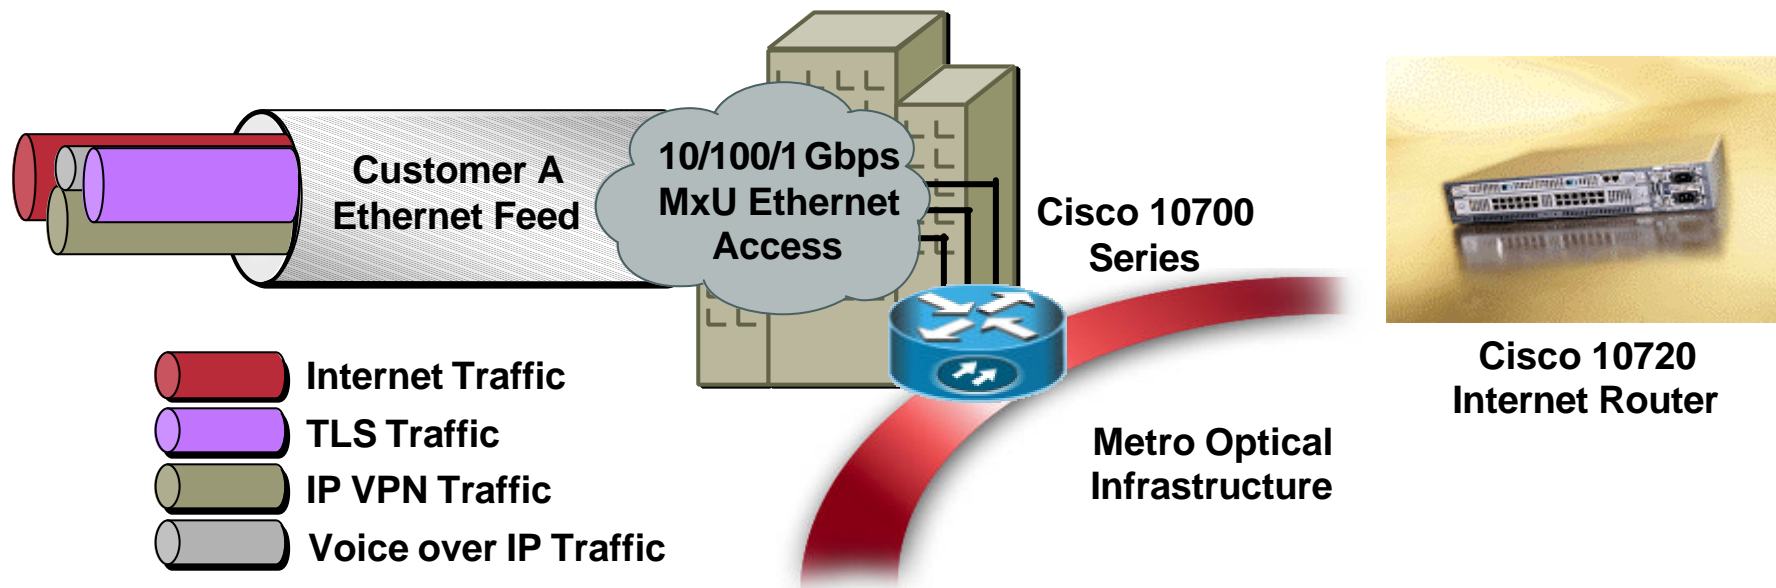 Customer A
Ethernet Feed
10/100/1 Gbps
MxU Ethernet
Access
Cisco 10700
Series
Cisco 10720
Internet Router
Metro Optical
Infrastructure
Internet Traffic
TLS Traffic
IP VPN Traffic
Voice over IP Traffic